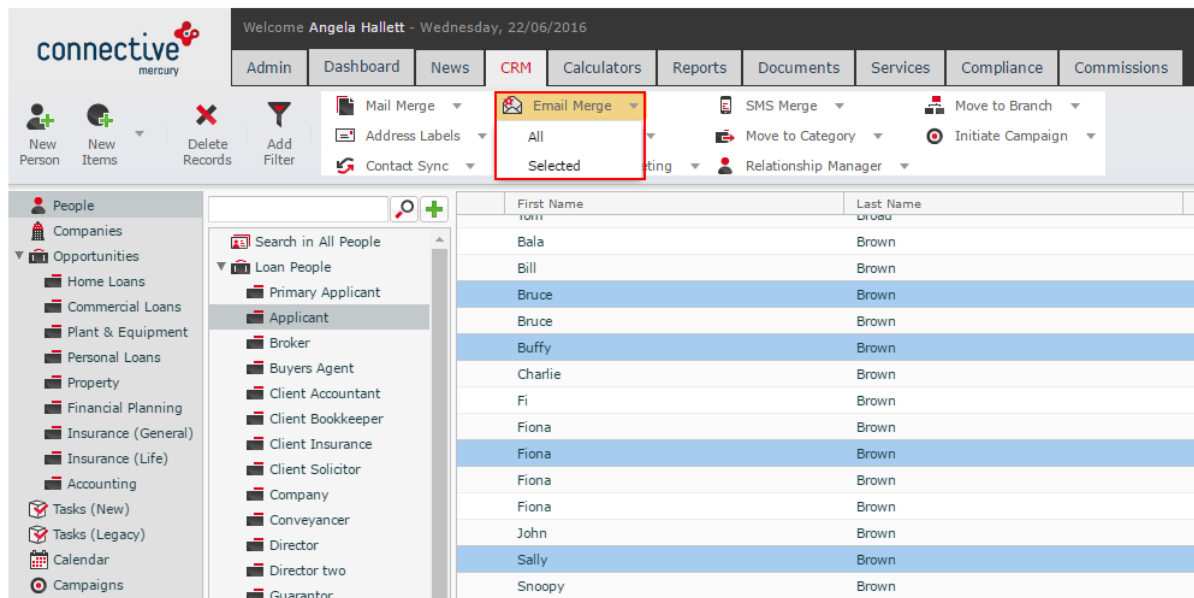 connective
mercury
Welcome Angela Hallett - Wednesday, 22/06/2016
Admin Dashboard News CRM Calculators Reports Documents Services Compliance Commissions
New Person
New Items
Delete Records
Add Filter
Mail Merge
Address Labels
Contact Sync
Email Merge
All
Selected
eting
SMS Merge
Move to Category
Relationship Manager
Move to Branch
Initiate Campaign
People
Companies
Opportunities
Home Loans
Commercial Loans
Plant & Equipment
Personal Loans
Property
Financial Planning
Insurance (General)
Insurance (Life)
Accounting
Tasks (New)
Tasks (Legacy)
Calendar
Campaigns
Search in All People
Loan People
Primary Applicant
Applicant
Broker
Buyers Agent
Client Accountant
Client Bookkeeper
Client Insurance
Client Solicitor
Company
Conveyancer
Director
Director two
Guarantor
First Name Last Name
Tom Broad
Bala Brown
Bill Brown
Bruce Brown
Bruce Brown
Buffy Brown
Charlie Brown
Fi Brown
Fiona Brown
Fiona Brown
Fiona Brown
Fiona Brown
John Brown
Sally Brown
Snoopy Brown